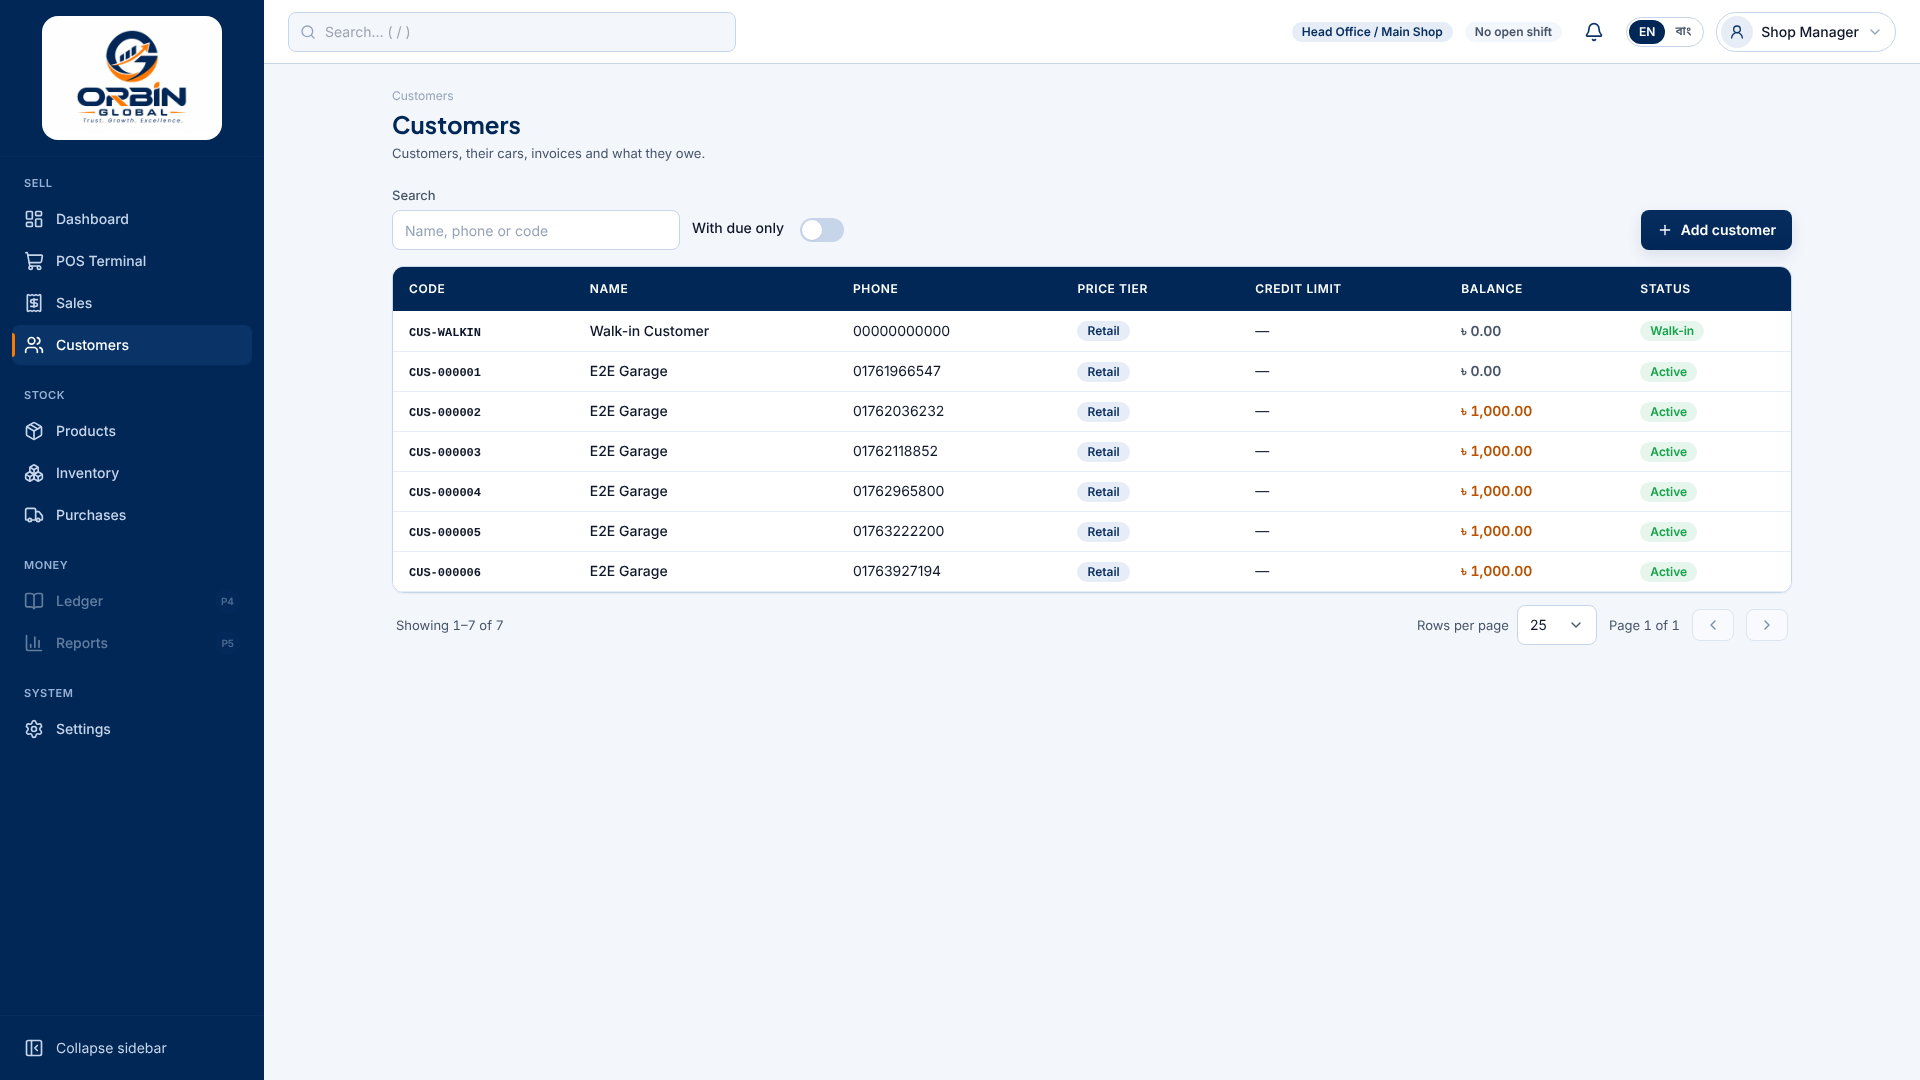 ORBIN
GLOBAL
Trust. Growth. Excellence.
SELL
Dashboard
POS Terminal
Sales
Customers
STOCK
Products
Inventory
Purchases
MONEY
Ledger P4
Reports P5
SYSTEM
Settings
Collapse sidebar
Search... ( / )
Head Office / Main Shop No open shift EN বাং Shop Manager
Customers
Customers
Customers, their cars, invoices and what they owe.
Search
Name, phone or code With due only Add customer
CODE NAME PHONE PRICE TIER CREDIT LIMIT BALANCE STATUS
CUS-WALKIN Walk-in Customer 00000000000 Retail — ৳ 0.00 Walk-in
CUS-000001 E2E Garage 01761966547 Retail — ৳ 0.00 Active
CUS-000002 E2E Garage 01762036232 Retail — ৳ 1,000.00 Active
CUS-000003 E2E Garage 01762118852 Retail — ৳ 1,000.00 Active
CUS-000004 E2E Garage 01762965800 Retail — ৳ 1,000.00 Active
CUS-000005 E2E Garage 01763222200 Retail — ৳ 1,000.00 Active
CUS-000006 E2E Garage 01763927194 Retail — ৳ 1,000.00 Active
Showing 1–7 of 7 Rows per page 25 Page 1 of 1